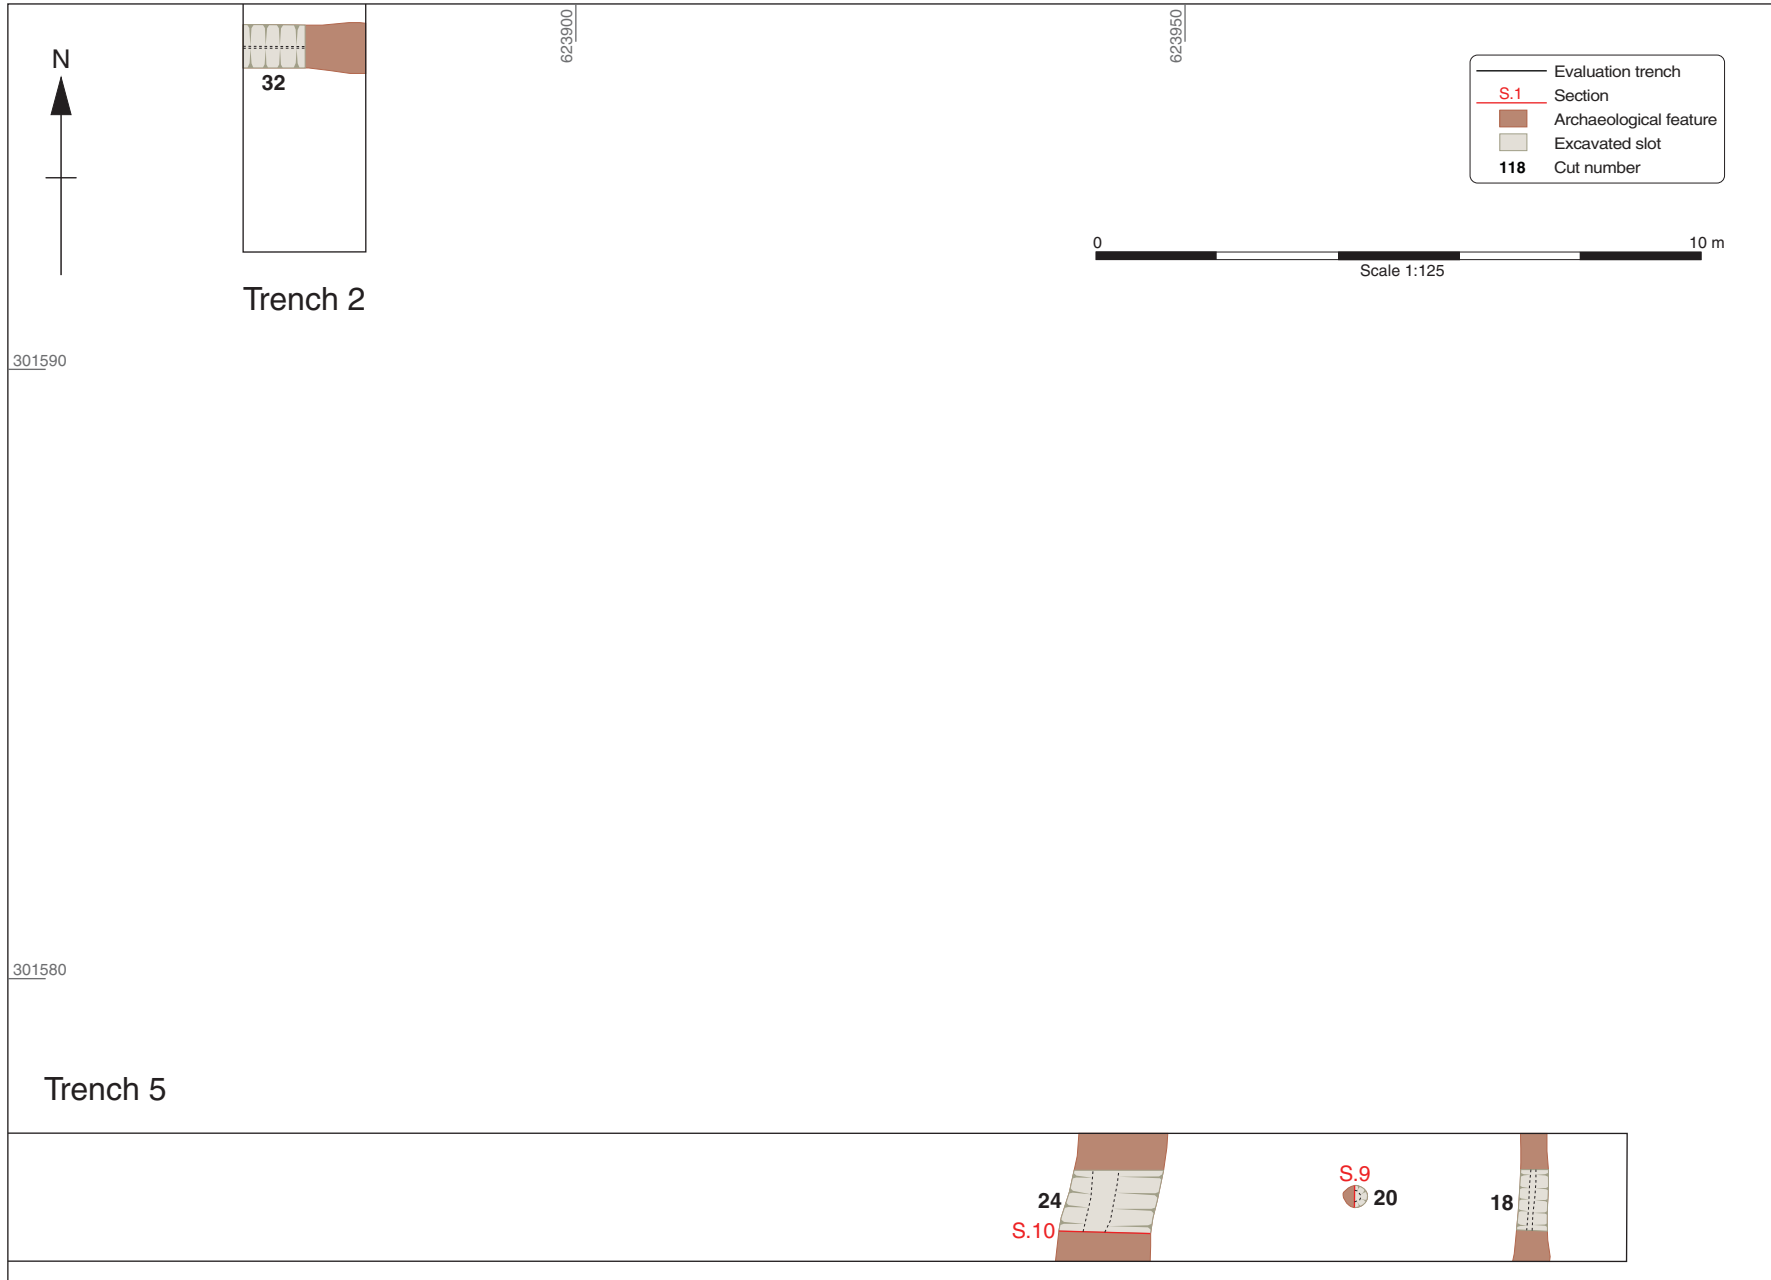 623900
623950
N
32
Evaluation trench
S.1 Section
Archaeological feature
Excavated slot
118 Cut number
0 10 m
Scale 1:125
Trench 2
301590
301580
Trench 5
S.9
24 20 18
S.10